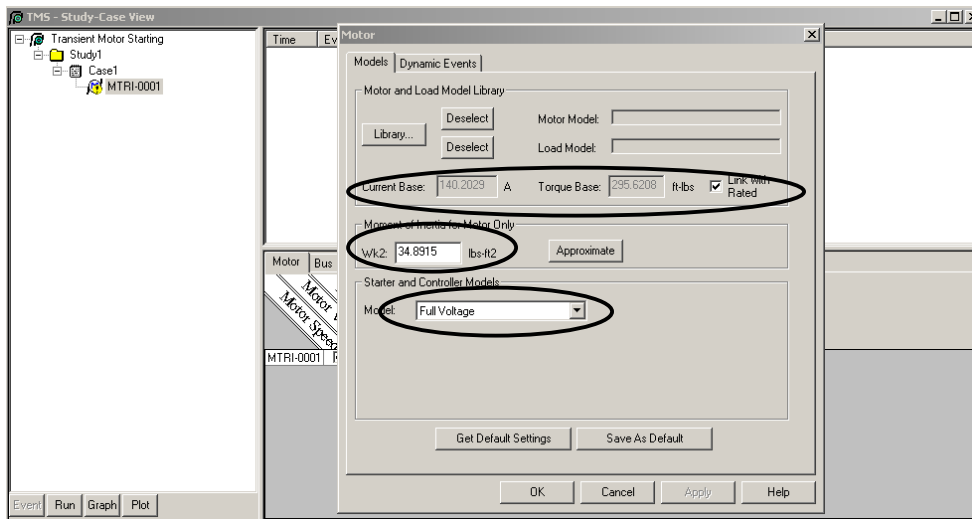 TMS - Study-Case View
Transient Motor Starting
Study1
Case1
MTRI-0001
Time
Motor
Models
Dynamic Events
Motor and Load Model Library
Library...
Deselect
Motor Model:
Deselect
Load Model:
Current Base: 140.2029 A Torque Base: 295.6208 ft-lbs Link with
Rated
Moment of Inertia for Motor Only
Wk2: 34.8915 lbs-ft2 Approximate
Starter and Controller Models
Model: Full Voltage
Get Default Settings Save As Default
OK Cancel Apply Help
Motor Bus
Motor
Motor
MTRI-0001
Event Run Graph Plot